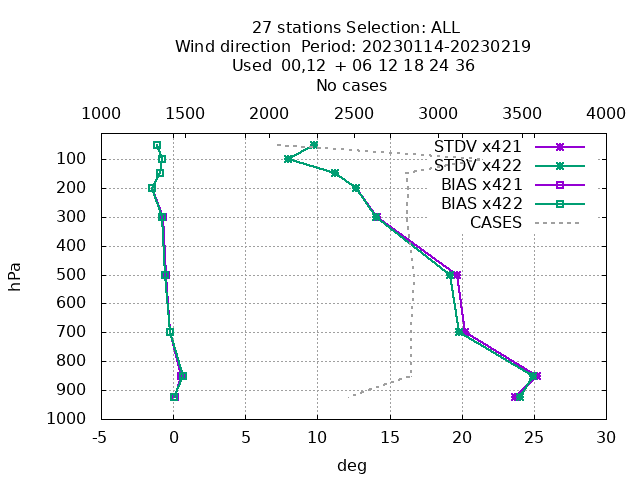 27 stations Selection: ALL
Wind direction  Period: 20230114-20230219
Used  00,12  + 06 12 18 24 36
No cases
1000 1500 2000 2500 3000 3500 4000
STDV x421
STDV x422
BIAS x421
BIAS x422
CASES
hPa
100
200
300
400
500
600
700
800
900
1000
-5 0 5 10 15 20 25 30
deg